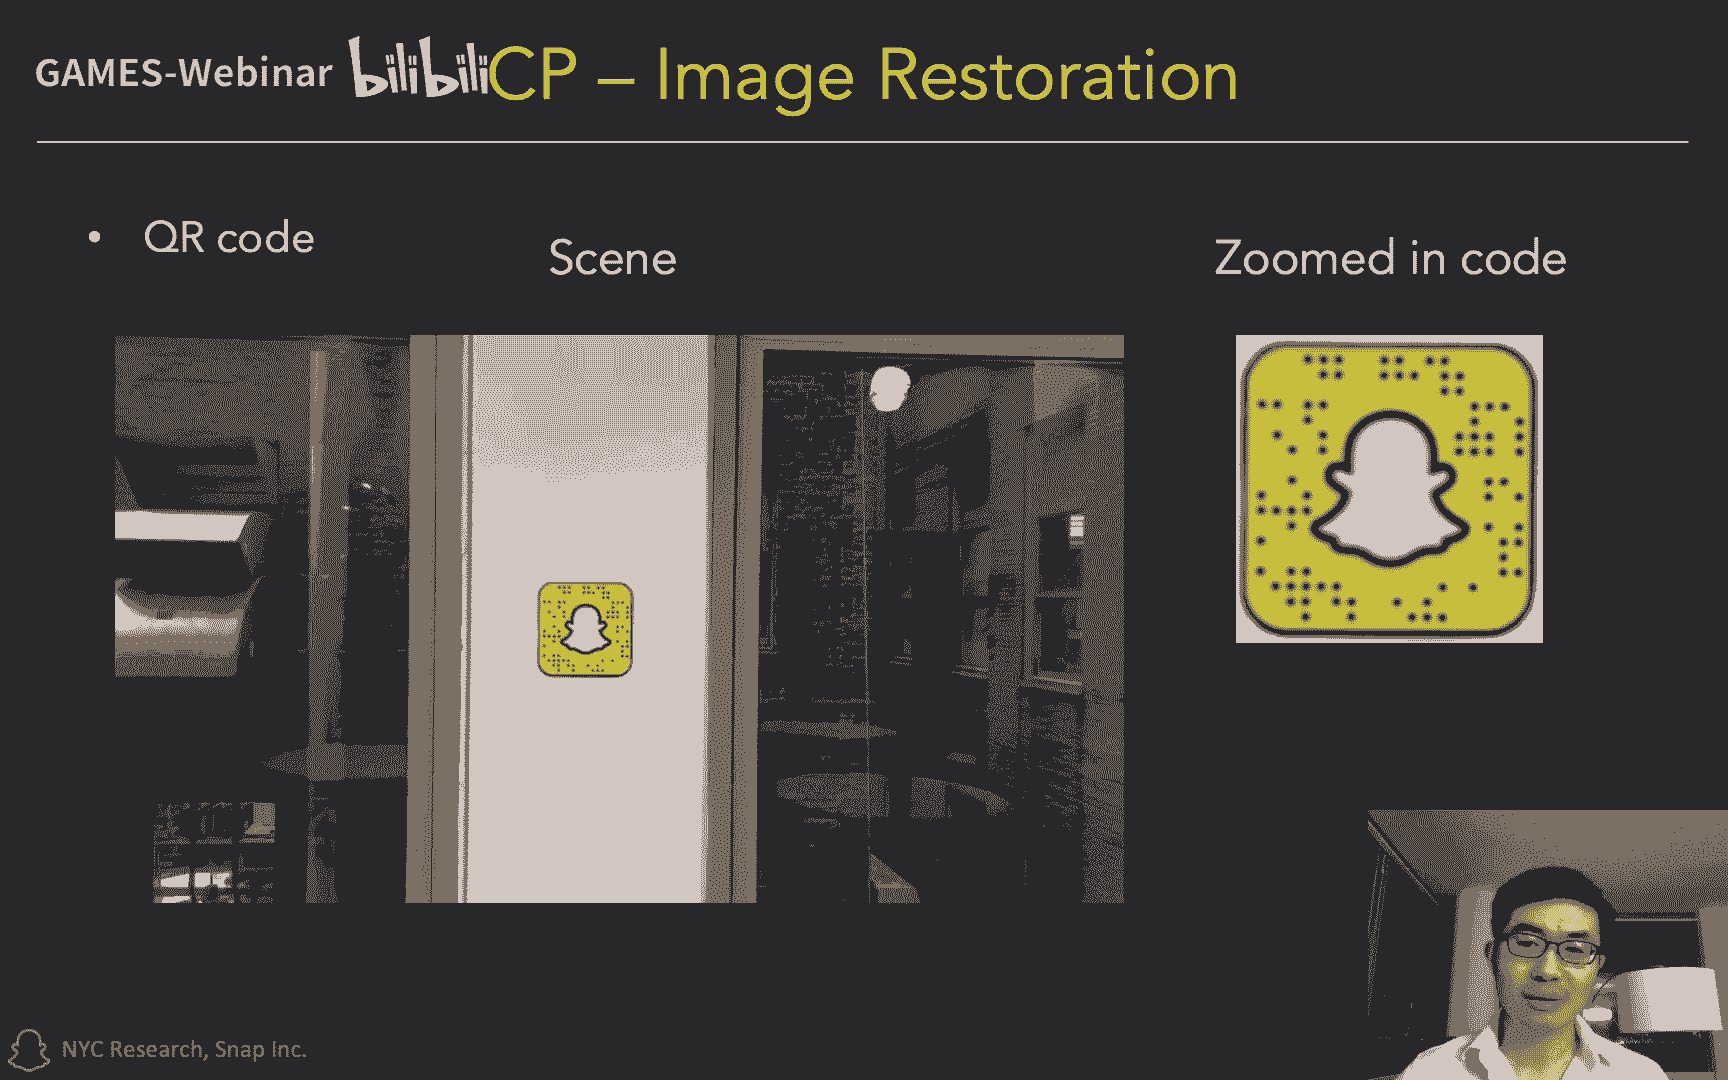 GAMES-Webinar bilibili CP – Image Restoration
• QR code
Scene
Zoomed in code
NYC Research, Snap Inc.